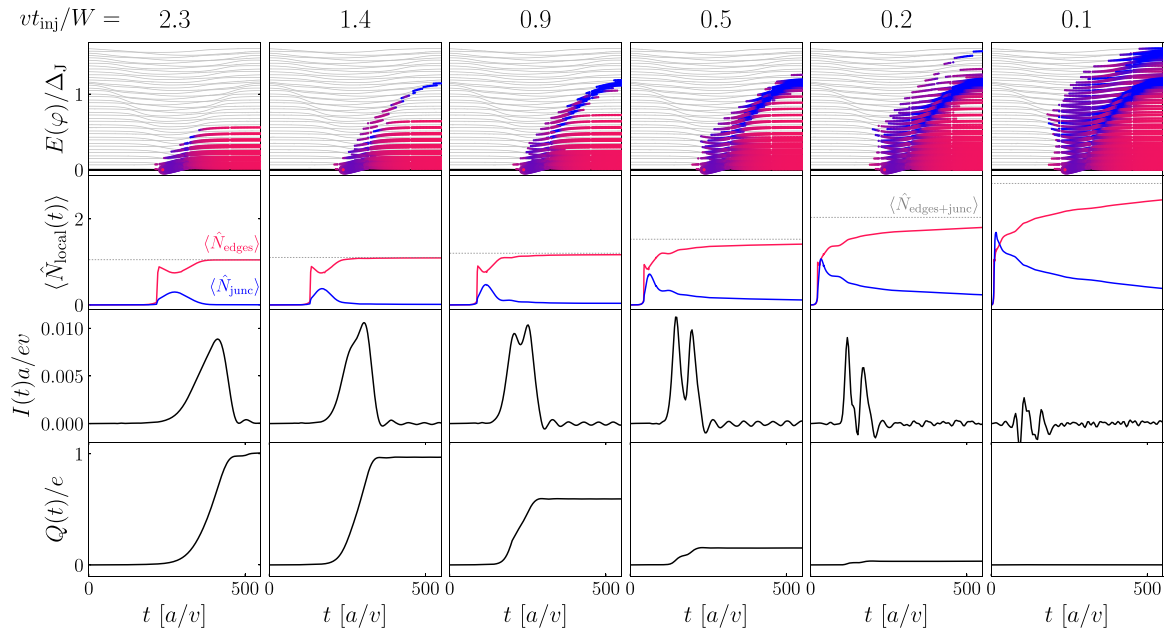 vt_inj/W = 2.3 1.4 0.9 0.5 0.2 0.1
E(φ)/Δ_J
1
0
⟨N̂_local(t)⟩
2
0
⟨N̂_edges⟩
⟨N̂_junc⟩
⟨N̂_edges+junc⟩
I(t)a/ev
0.010
0.005
0.000
Q(t)/e
1
0
0 500 0 500 0 500 0 500 0 500 0 500
t [a/v] t [a/v] t [a/v] t [a/v] t [a/v] t [a/v]